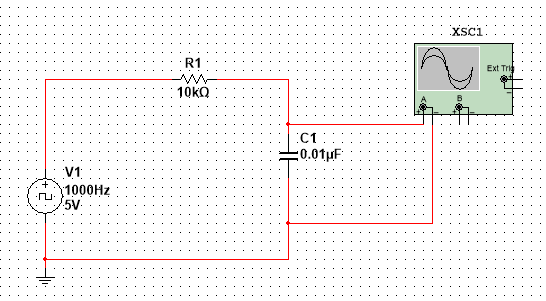 XSC1
R1
10kΩ
Ext Trig
+
−
A
B
+ − + −
C1
0.01µF
V1
+
1000Hz
5V